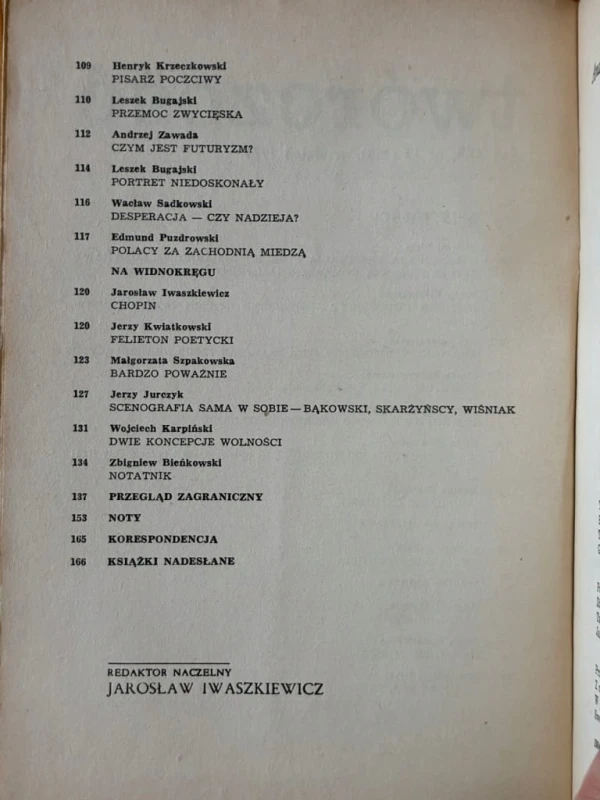 109 Henryk Krzeczkowski
PISARZ POCZCIWY
110 Leszek Bugajski
PRZEMOC ZWYCIĘSKA
112 Andrzej Zawada
CZYM JEST FUTURYZM?
114 Leszek Bugajski
PORTRET NIEDOSKONAŁY
116 Wacław Sadkowski
DESPERACJA — CZY NADZIEJA?
117 Edmund Puzdrowski
POLACY ZA ZACHODNIĄ MIEDZĄ
NA WIDNOKRĘGU
120 Jarosław Iwaszkiewicz
CHOPIN
120 Jerzy Kwiatkowski
FELIETON POETYCKI
123 Małgorzata Szpakowska
BARDZO POWAŻNIE
127 Jerzy Jurczyk
SCENOGRAFIA SAMA W SOBIE — BĄKOWSKI, SKARŻYŃSCY, WIŚNIAK
131 Wojciech Karpiński
DWIE KONCEPCJE WOLNOŚCI
134 Zbigniew Bieńkowski
NOTATNIK
137 PRZEGLĄD ZAGRANICZNY
153 NOTY
165 KORESPONDENCJA
166 KSIĄŻKI NADESŁANE
REDAKTOR NACZELNY
JAROSŁAW IWASZKIEWICZ